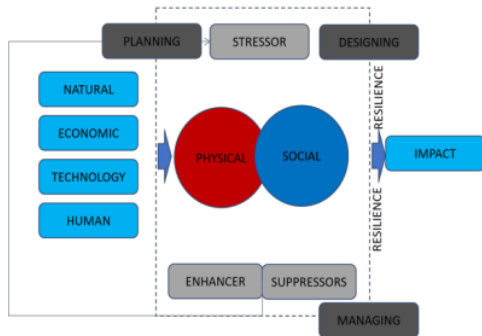 PLANNING
STRESSOR
DESIGNING
NATURAL
ECONOMIC
TECHNOLOGY
HUMAN
PHYSICAL
SOCIAL
RESILIENCE
RESILIENCE
IMPACT
ENHANCER
SUPPRESSORS
MANAGING